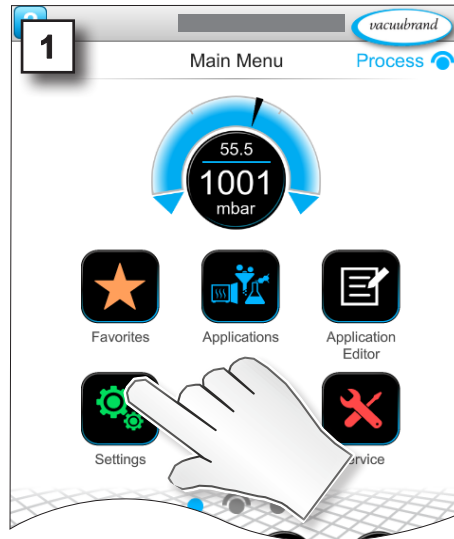 1
vacuubrand
Main Menu
Process
55.5
1001
mbar
Favorites
Applications
Application
Editor
Settings